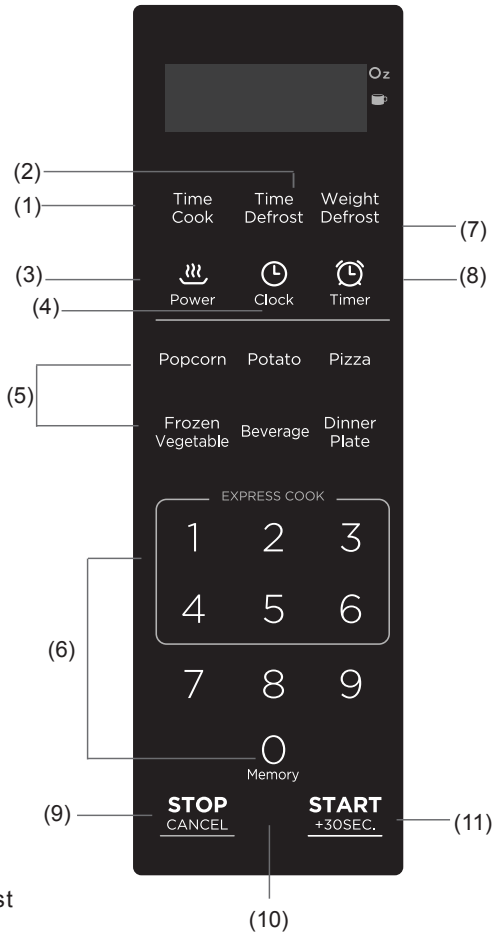 Oz
(2)
(1)
Time Cook
Time Defrost
Weight Defrost
(7)
(3)
Power
Clock
Timer
(8)
(4)
Popcorn Potato Pizza
(5)
Frozen Vegetable
Beverage
Dinner Plate
EXPRESS COOK
1 2 3
4 5 6
(6)
7 8 9
0
Memory
STOP
CANCEL
START
+30SEC.
(9)
(11)
st
(10)